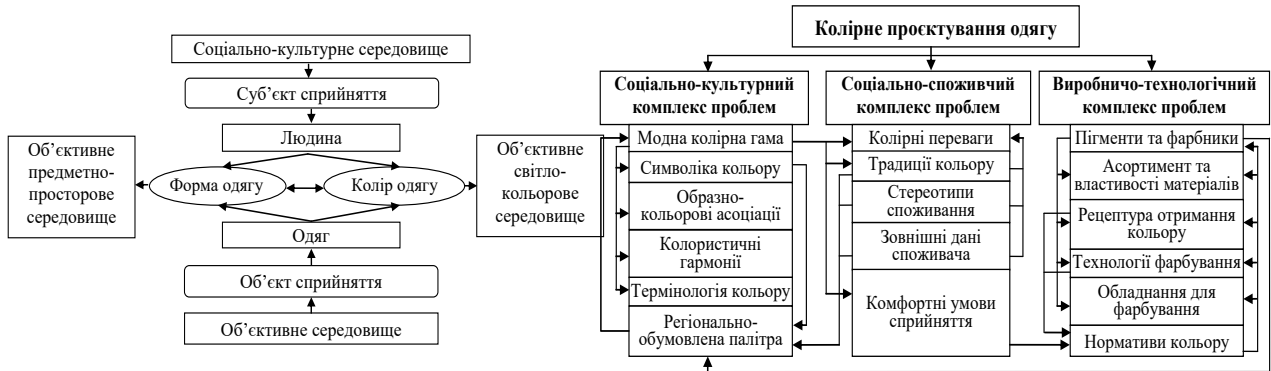 Соціально-культурне середовище
Суб’єкт сприйняття
Людина
Об’єктивне
предметно-
просторове
середовище
Форма одягу
Колір одягу
Об’єктивне
світло-
кольорове
середовище
Одяг
Об’єкт сприйняття
Об’єктивне середовище
Колірне проєктування одягу
Соціально-культурний
комплекс проблем
Модна колірна гама
Символіка кольору
Образно-
кольорові асоціації
Колористичні
гармонії
Термінологія кольору
Регіонально-
обумовлена палітра
Соціально-споживчий
комплекс проблем
Колірні переваги
Традиції кольору
Стереотипи
споживання
Зовнішні дані
споживача
Комфортні умови
сприйняття
Виробничо-технологічний
комплекс проблем
Пігменти та фарбники
Асортимент та
властивості матеріалів
Рецептура отримання
кольору
Технології фарбування
Обладнання для
фарбування
Нормативи кольору